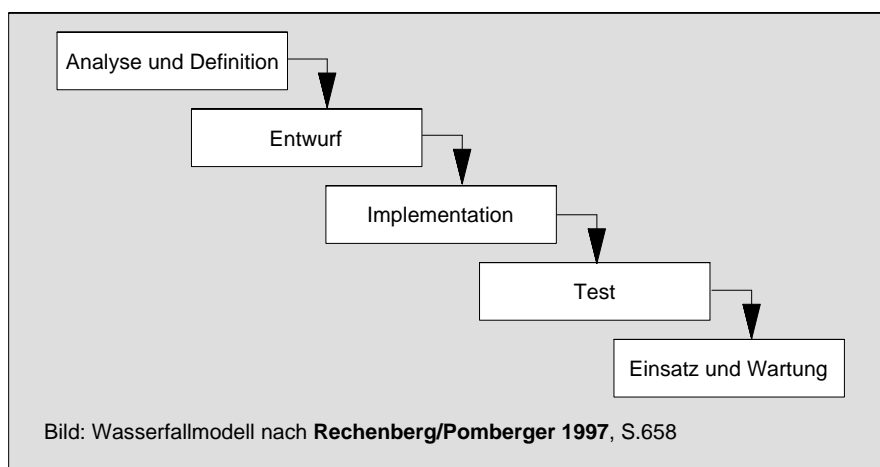 Analyse und Definition
Entwurf
Implementation
Test
Einsatz und Wartung
Bild: Wasserfallmodell nach Rechenberg/Pomberger 1997, S.658